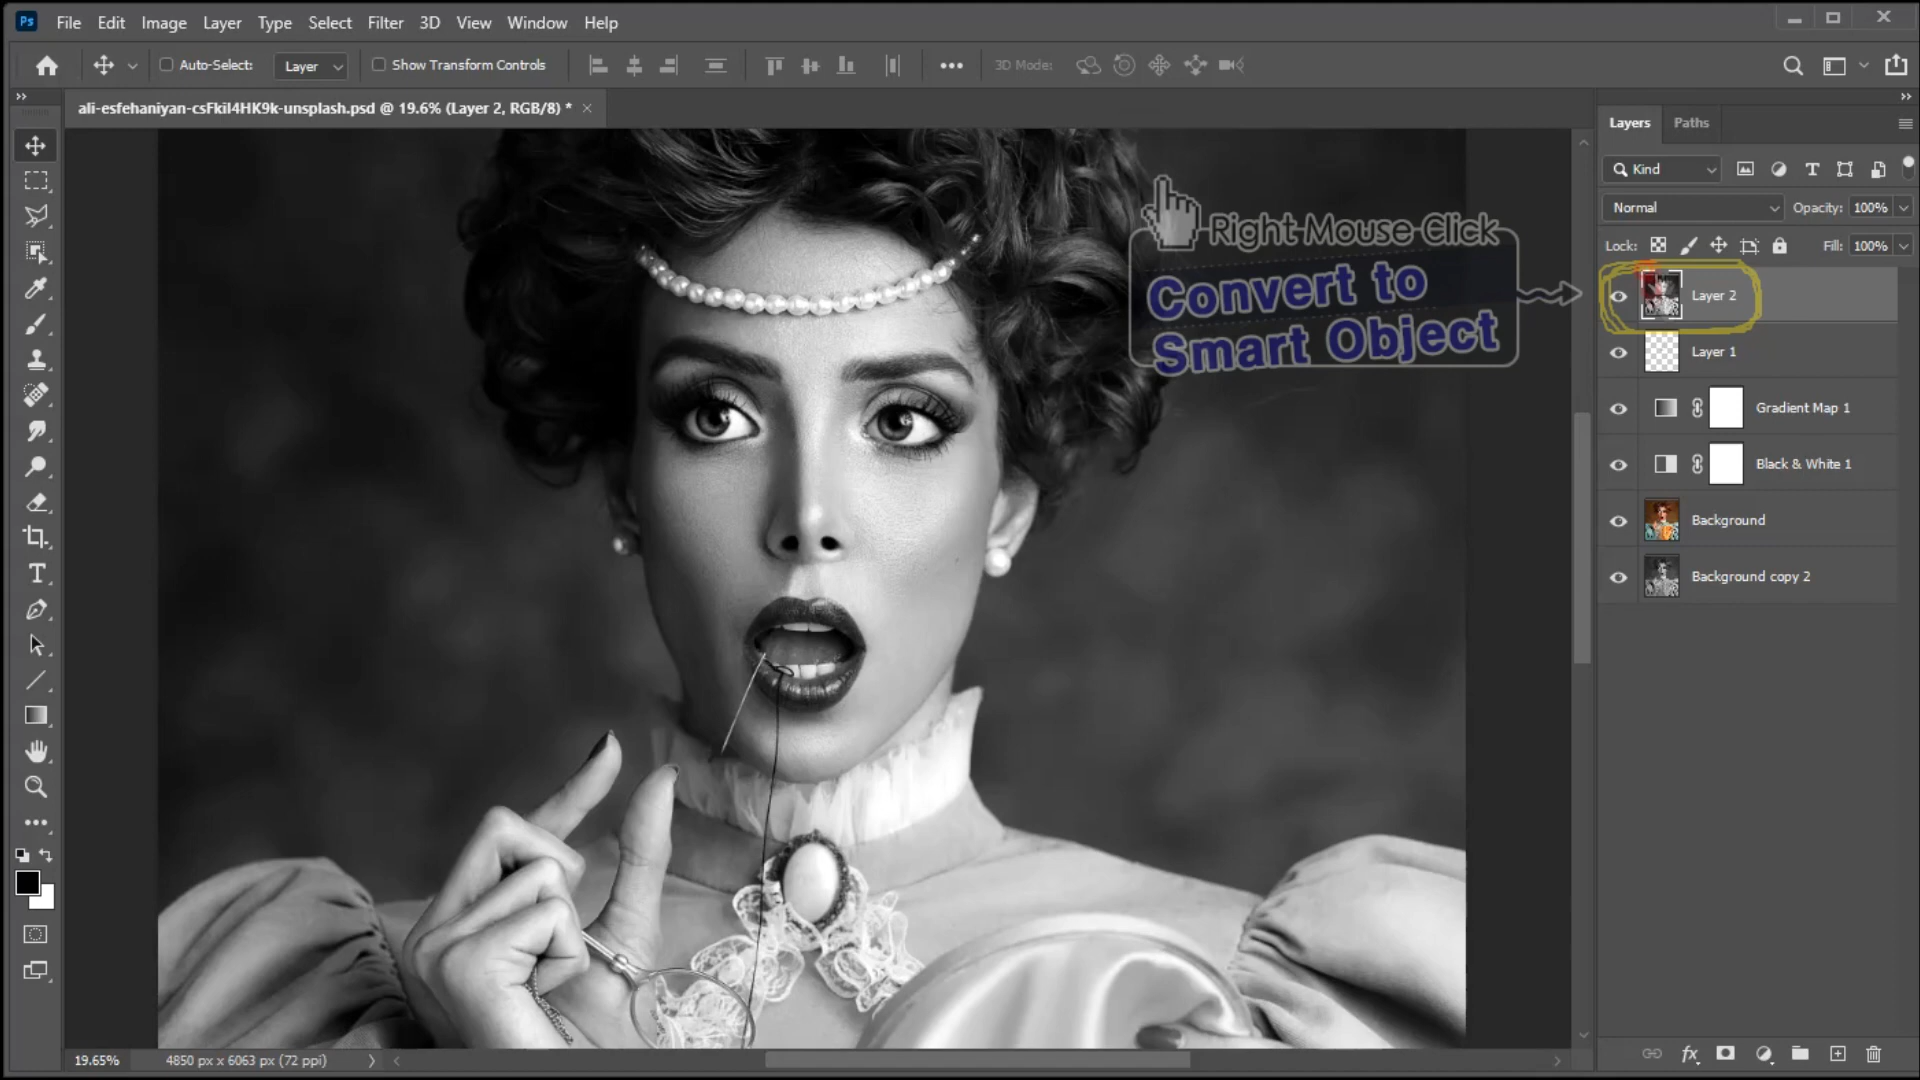 Ps File Edit Image Layer Type Select Filter 3D View Window Help
Auto-Select: Layer Show Transform Controls 3D Mode:
ali-esfehaniyan-csFkil4HK9k-unsplash.psd @ 19.6% (Layer 2, RGB/8) *
Layers Paths
Kind
Normal Opacity: 100%
Lock: Fill: 100%
Right Mouse Click
Convert to
Smart Object
Layer 2
Layer 1
Gradient Map 1
Black & White 1
Background
Background copy 2
19.65% 4850 px x 6063 px (72 ppi)